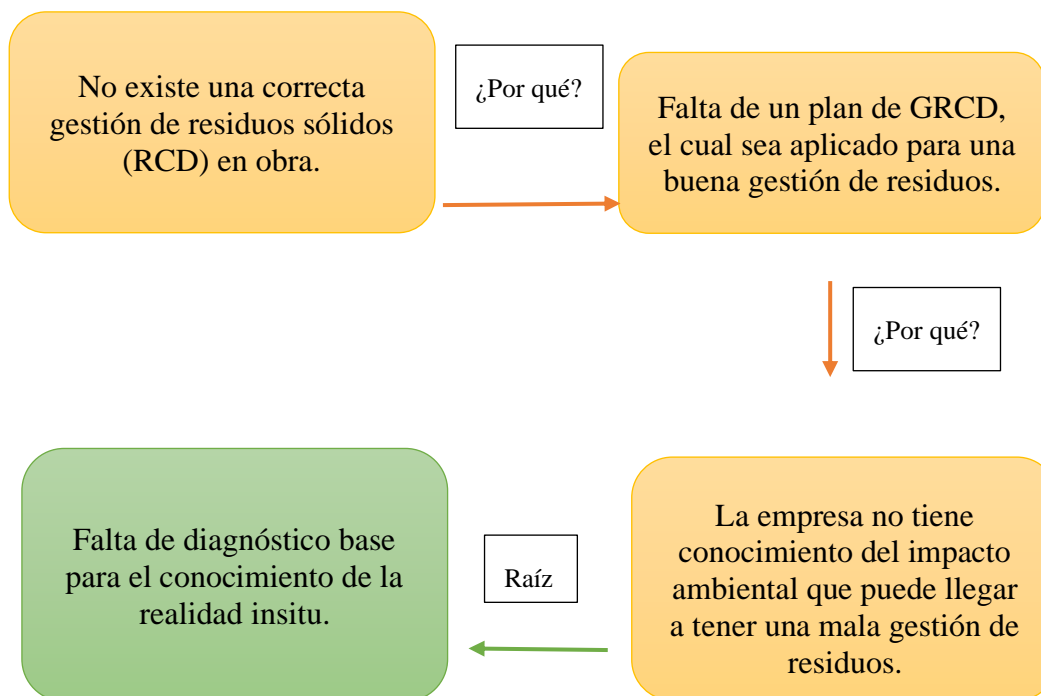 No existe una correcta
gestión de residuos sólidos
(RCD) en obra.
¿Por qué?
Falta de un plan de GRCD,
el cual sea aplicado para una
buena gestión de residuos.
¿Por qué?
La empresa no tiene
conocimiento del impacto
ambiental que puede llegar
a tener una mala gestión de
residuos.
Raíz
Falta de diagnóstico base
para el conocimiento de la
realidad insitu.